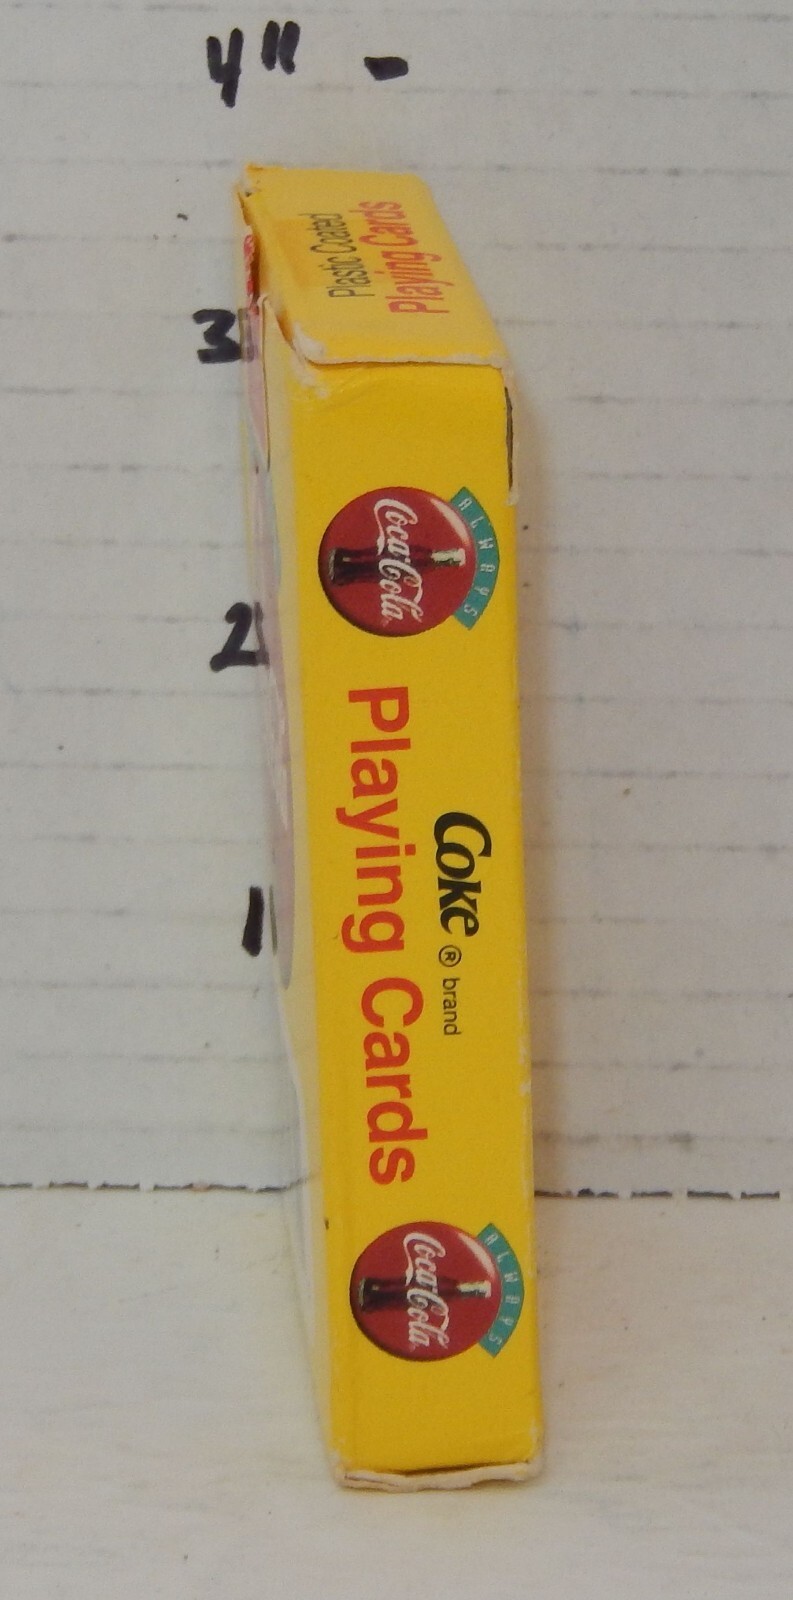 4" -
3
2
1
Plastic Coated
Playing Cards
ALWAYS
Coca-Cola
Coke ® brand
Playing Cards
ALWAYS
Coca-Cola